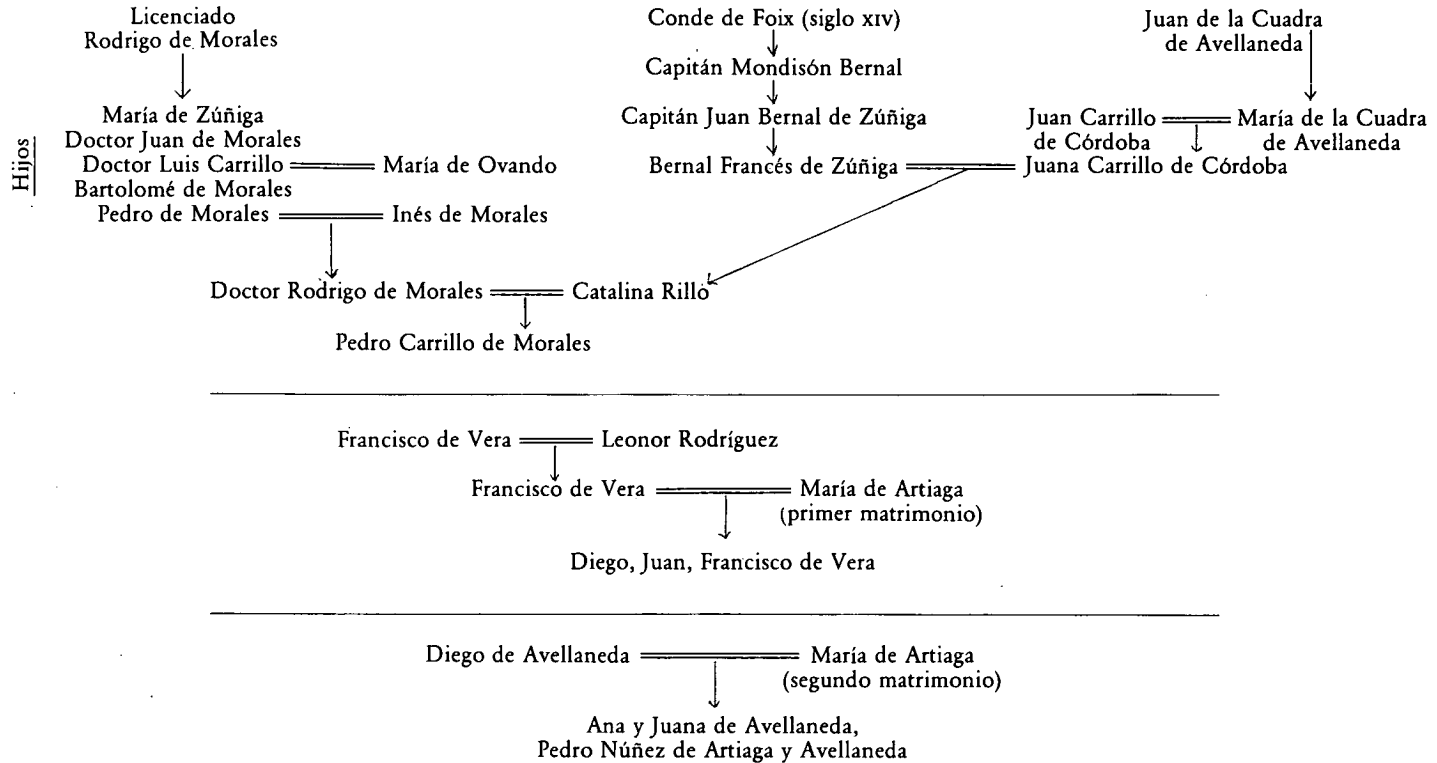 Licenciado
Rodrigo de Morales
Hijos
María de Zúñiga
Doctor Juan de Morales
Doctor Luis Carrillo
María de Ovando
Bartolomé de Morales
Pedro de Morales
Inés de Morales
Conde de Foix (siglo XIV)
Capitán Mondisón Bernal
Capitán Juan Bernal de Zúñiga
Bernal Francés de Zúñiga
Juan de la Cuadra
de Avellaneda
Juan Carrillo
de Córdoba
María de la Cuadra
de Avellaneda
Juana Carrillo de Córdoba
Doctor Rodrigo de Morales
Catalina Rillo
Pedro Carrillo de Morales
Francisco de Vera
Leonor Rodríguez
Francisco de Vera
María de Artiaga
(primer matrimonio)
Diego, Juan, Francisco de Vera
Diego de Avellaneda
María de Artiaga
(segundo matrimonio)
Ana y Juana de Avellaneda,
Pedro Núñez de Artiaga y Avellaneda